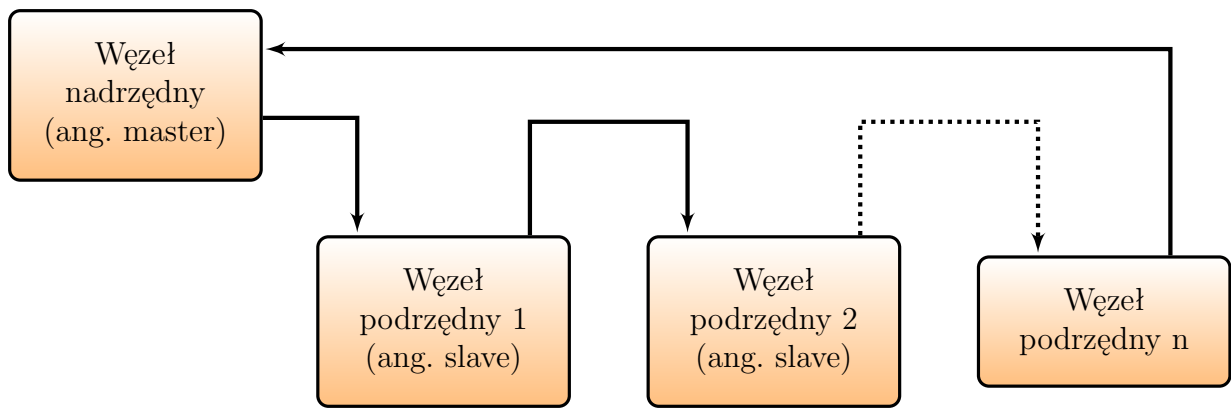 Węzeł
nadrzędny
(ang. master)
Węzeł
podrzędny 1
(ang. slave)
Węzeł
podrzędny 2
(ang. slave)
Węzeł
podrzędny n